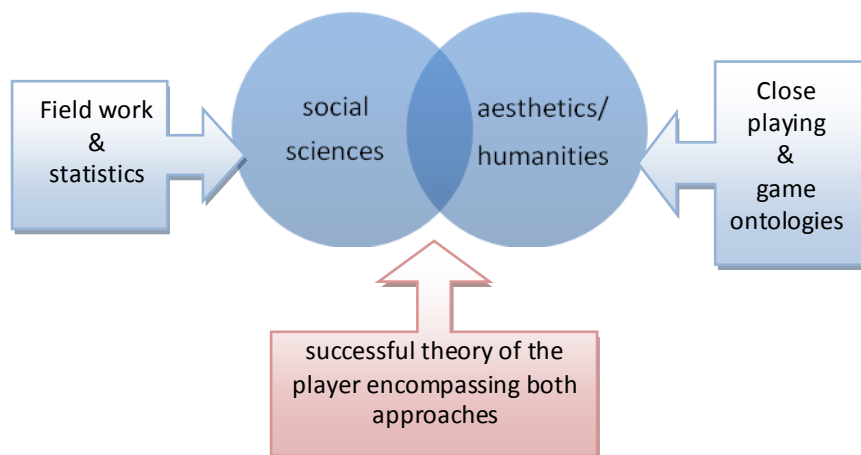 Field work
&
statistics
social
sciences
aesthetics/
humanities
Close
playing
&
game
ontologies
successful theory of the
player encompassing both
approaches